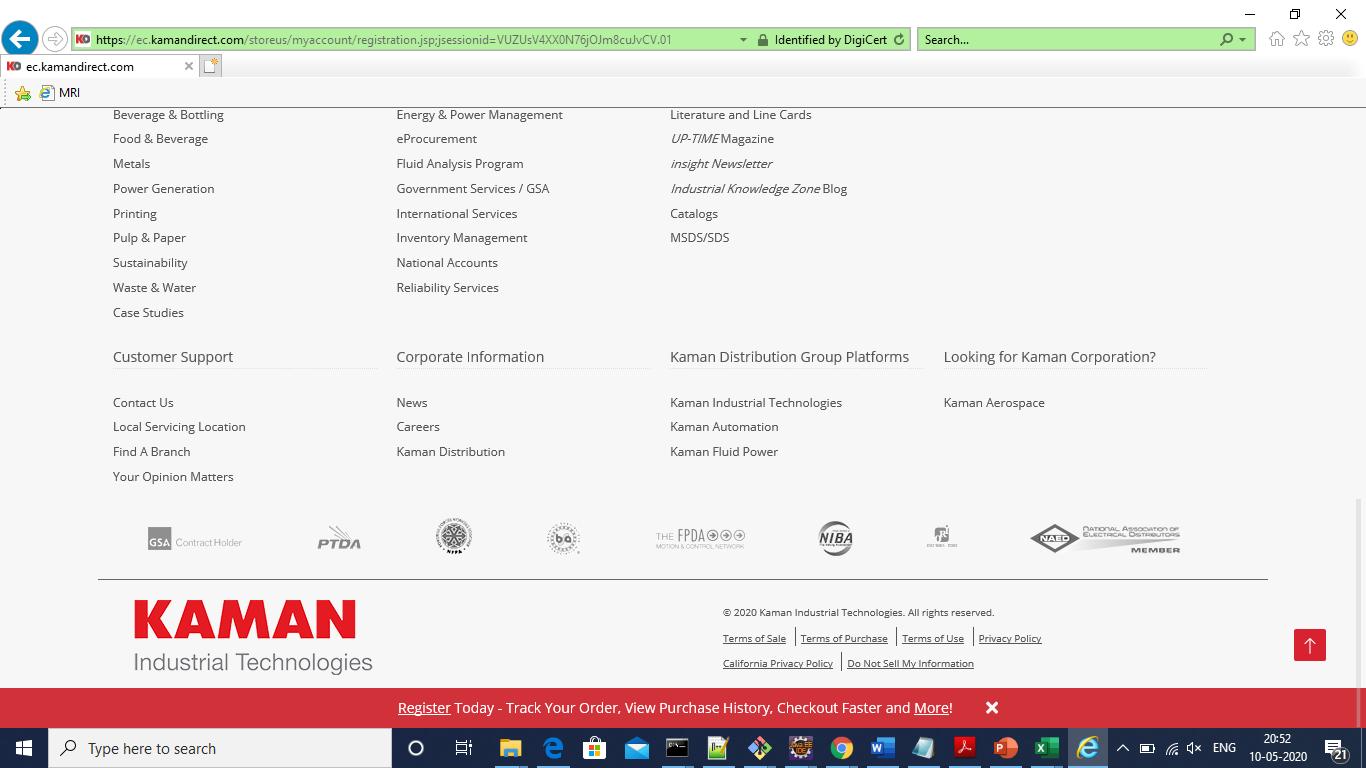 https://ec.kamandirect.com/storeus/myaccount/registration.jsp;jsessionid=VUZUsV4XX0N76jOJm8cuJvCV.01
Identified by DigiCert
Search...
KD ec.kamandirect.com
MRI
Beverage & Bottling
Food & Beverage
Metals
Power Generation
Printing
Pulp & Paper
Sustainability
Waste & Water
Case Studies
Energy & Power Management
eProcurement
Fluid Analysis Program
Government Services / GSA
International Services
Inventory Management
National Accounts
Reliability Services
Literature and Line Cards
UP-TIME Magazine
insight Newsletter
Industrial Knowledge Zone Blog
Catalogs
MSDS/SDS
Customer Support
Contact Us
Local Servicing Location
Find A Branch
Your Opinion Matters
Corporate Information
News
Careers
Kaman Distribution
Kaman Distribution Group Platforms
Kaman Industrial Technologies
Kaman Automation
Kaman Fluid Power
Looking for Kaman Corporation?
Kaman Aerospace
GSA Contract Holder
PTDA
NFPA
ba
THE FPDA
MOTION & CONTROL NETWORK
NIBA
NAED
NATIONAL ASSOCIATION OF
ELECTRICAL DISTRIBUTORS
MEMBER
KAMAN
Industrial Technologies
© 2020 Kaman Industrial Technologies. All rights reserved.
Terms of Sale | Terms of Purchase | Terms of Use | Privacy Policy
California Privacy Policy | Do Not Sell My Information
Register Today - Track Your Order, View Purchase History, Checkout Faster and More!
Type here to search
ENG
20:52
10-05-2020
21